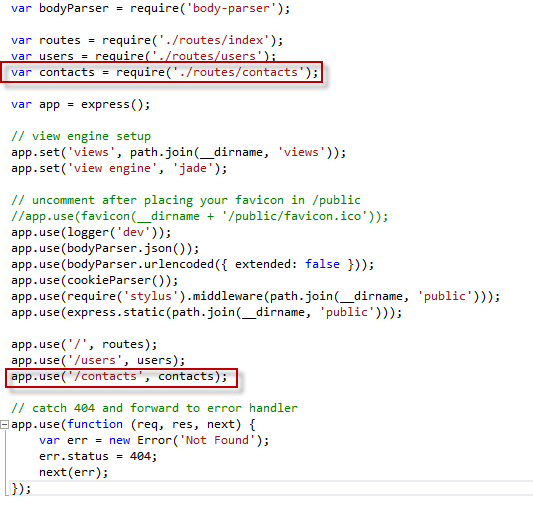 var bodyParser = require('body-parser');
var routes = require('./routes/index');
var users = require('./routes/users');
var contacts = require('./routes/contacts');
var app = express();
// view engine setup
app.set('views', path.join(__dirname, 'views'));
app.set('view engine', 'jade');
// uncomment after placing your favicon in /public
//app.use(favicon(__dirname + '/public/favicon.ico'));
app.use(logger('dev'));
app.use(bodyParser.json());
app.use(bodyParser.urlencoded({ extended: false }));
app.use(cookieParser());
app.use(require('stylus').middleware(path.join(__dirname, 'public')));
app.use(express.static(path.join(__dirname, 'public')));
app.use('/', routes);
app.use('/users', users);
app.use('/contacts', contacts);
// catch 404 and forward to error handler
app.use(function (req, res, next) {
    var err = new Error('Not Found');
    err.status = 404;
    next(err);
});